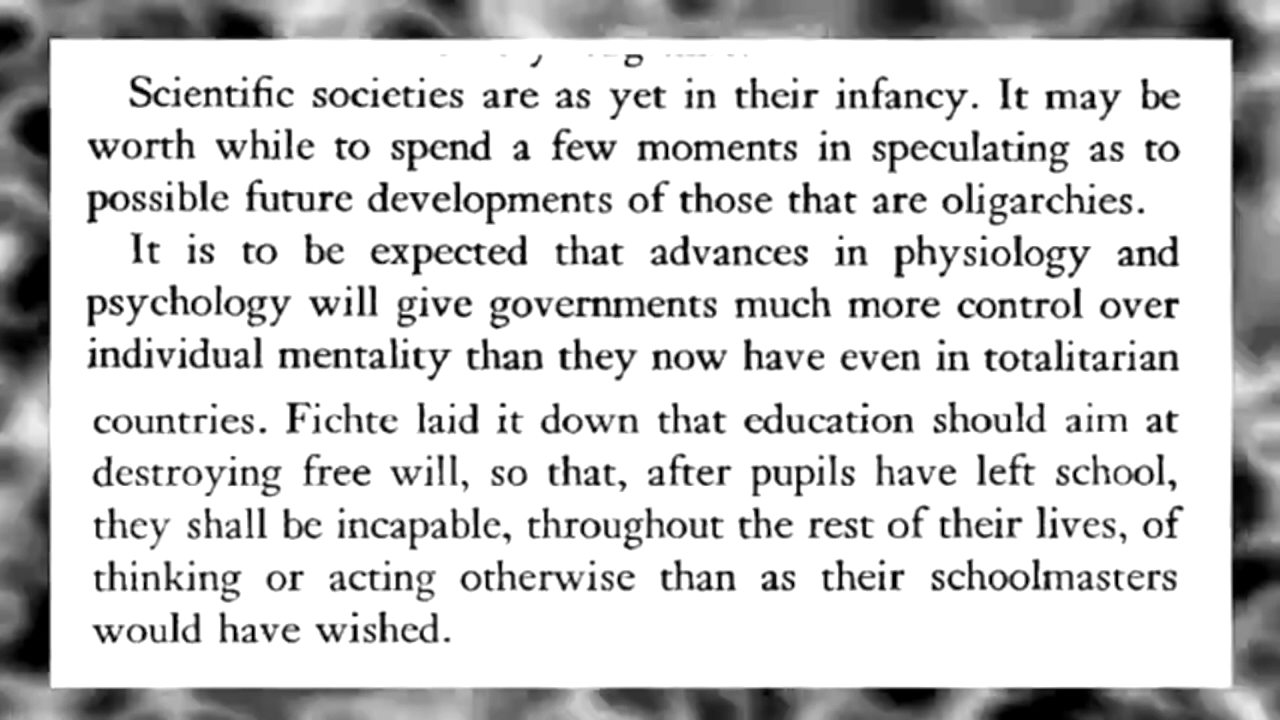 Scientific societies are as yet in their infancy. It may be
worth while to spend a few moments in speculating as to
possible future developments of those that are oligarchies.
It is to be expected that advances in physiology and
psychology will give governments much more control over
individual mentality than they now have even in totalitarian
countries. Fichte laid it down that education should aim at
destroying free will, so that, after pupils have left school,
they shall be incapable, throughout the rest of their lives, of
thinking or acting otherwise than as their schoolmasters
would have wished.